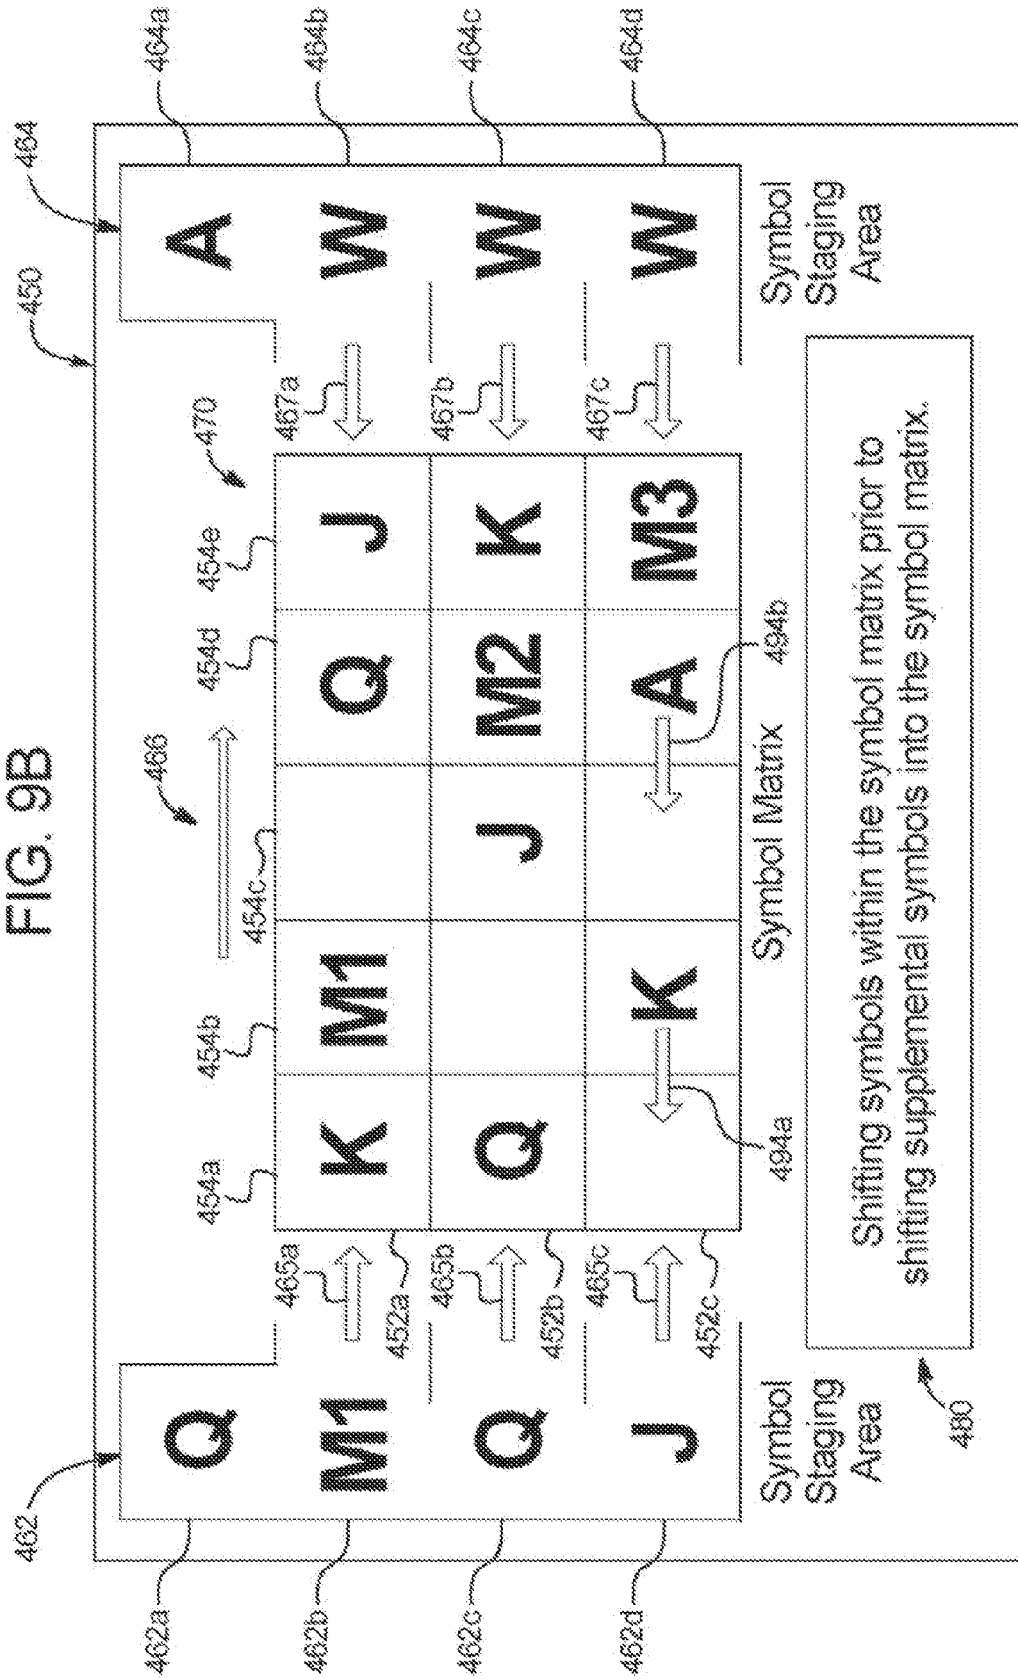 FIG. 9B
450
464
462
466
470
462a
Q
A
464a
454a
454b
454c
454d
454e
462b
M1
465a
K
M1
Q
J
467a
W
464b
452a
462c
Q
465b
Q
J
M2
K
467b
W
464c
452b
462d
J
465c
K
A
M3
467c
W
464d
452c
494a
494b
Symbol
Staging
Area
Symbol Matrix
Symbol
Staging
Area
480
Shifting symbols within the symbol matrix prior to
shifting supplemental symbols into the symbol matrix.